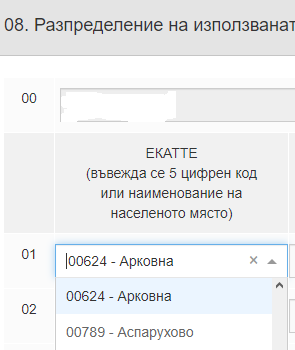 08. Разпределение на използванат
00
ЕКАТТЕ
(въвежда се 5 цифрен код
или наименование на
населеното място)
01
00624 - Арковна
00624 - Арковна
02
00789 - Аспарухово